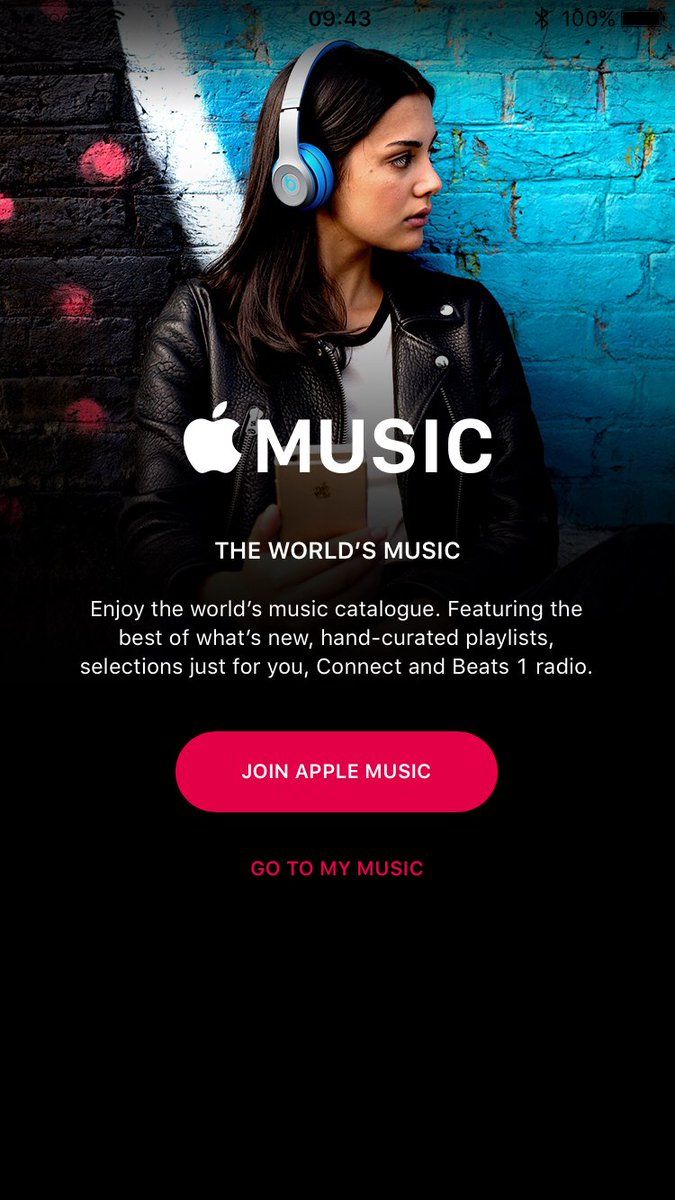 09:43 100%
MUSIC
THE WORLD’S MUSIC
Enjoy the world’s music catalogue. Featuring the
best of what’s new, hand-curated playlists,
selections just for you, Connect and Beats 1 radio.
JOIN APPLE MUSIC
GO TO MY MUSIC